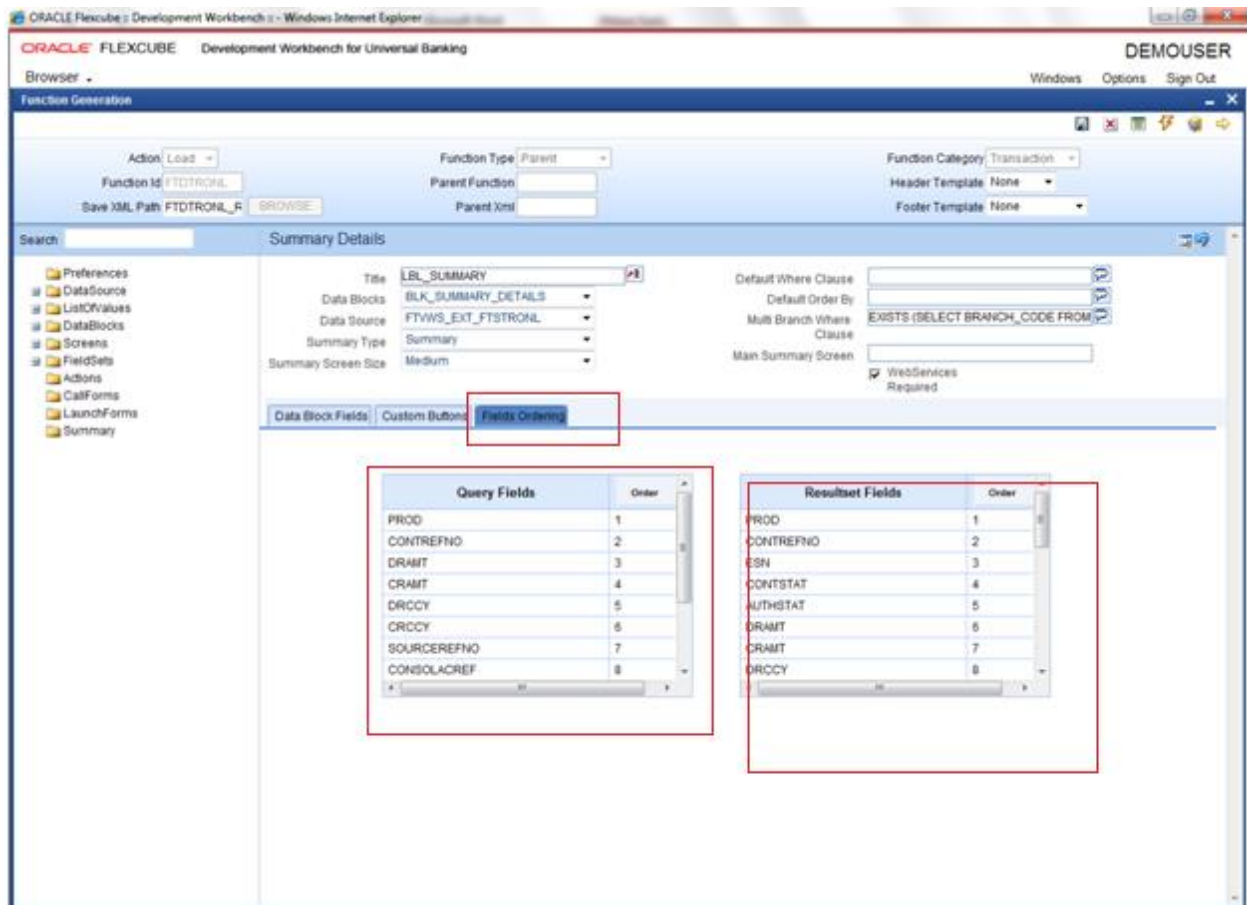 ORACLE Flexcube :: Development Workbench :: - Windows Internet Explorer
ORACLE FLEXCUBE Development Workbench for Universal Banking
DEMOUSER
Browser
Windows Options Sign Out
Function Generation
Action Load
Function Type Parent
Function Category Transaction
Function Id FTDTRONL
Parent Function
Header Template None
Save XML Path FTDTRONL_R BROWSE
Parent Xml
Footer Template None
Search
Summary Details
Preferences
DataSource
ListOfValues
DataBlocks
Screens
FieldSets
Actions
CallForms
LaunchForms
Summary
Title LBL_SUMMARY
Data Blocks BLK_SUMMARY_DETAILS
Data Source FTVWS_EXT_FTSTRONL
Summary Type Summary
Summary Screen Size Medium
Default Where Clause
Default Order By
Multi Branch Where Clause EXISTS (SELECT BRANCH_CODE FROM
Main Summary Screen
WebServices
Required
Data Block Fields Custom Buttons Fields Ordering
Query Fields Order
PROD 1
CONTREFNO 2
DRAMT 3
CRAMT 4
DRCCY 5
CRCCY 6
SOURCEREFNO 7
CONSOLACREF 8
Resultset Fields Order
PROD 1
CONTREFNO 2
ESN 3
CONTSTAT 4
AUTHSTAT 5
DRAMT 6
CRAMT 7
DRCCY 8